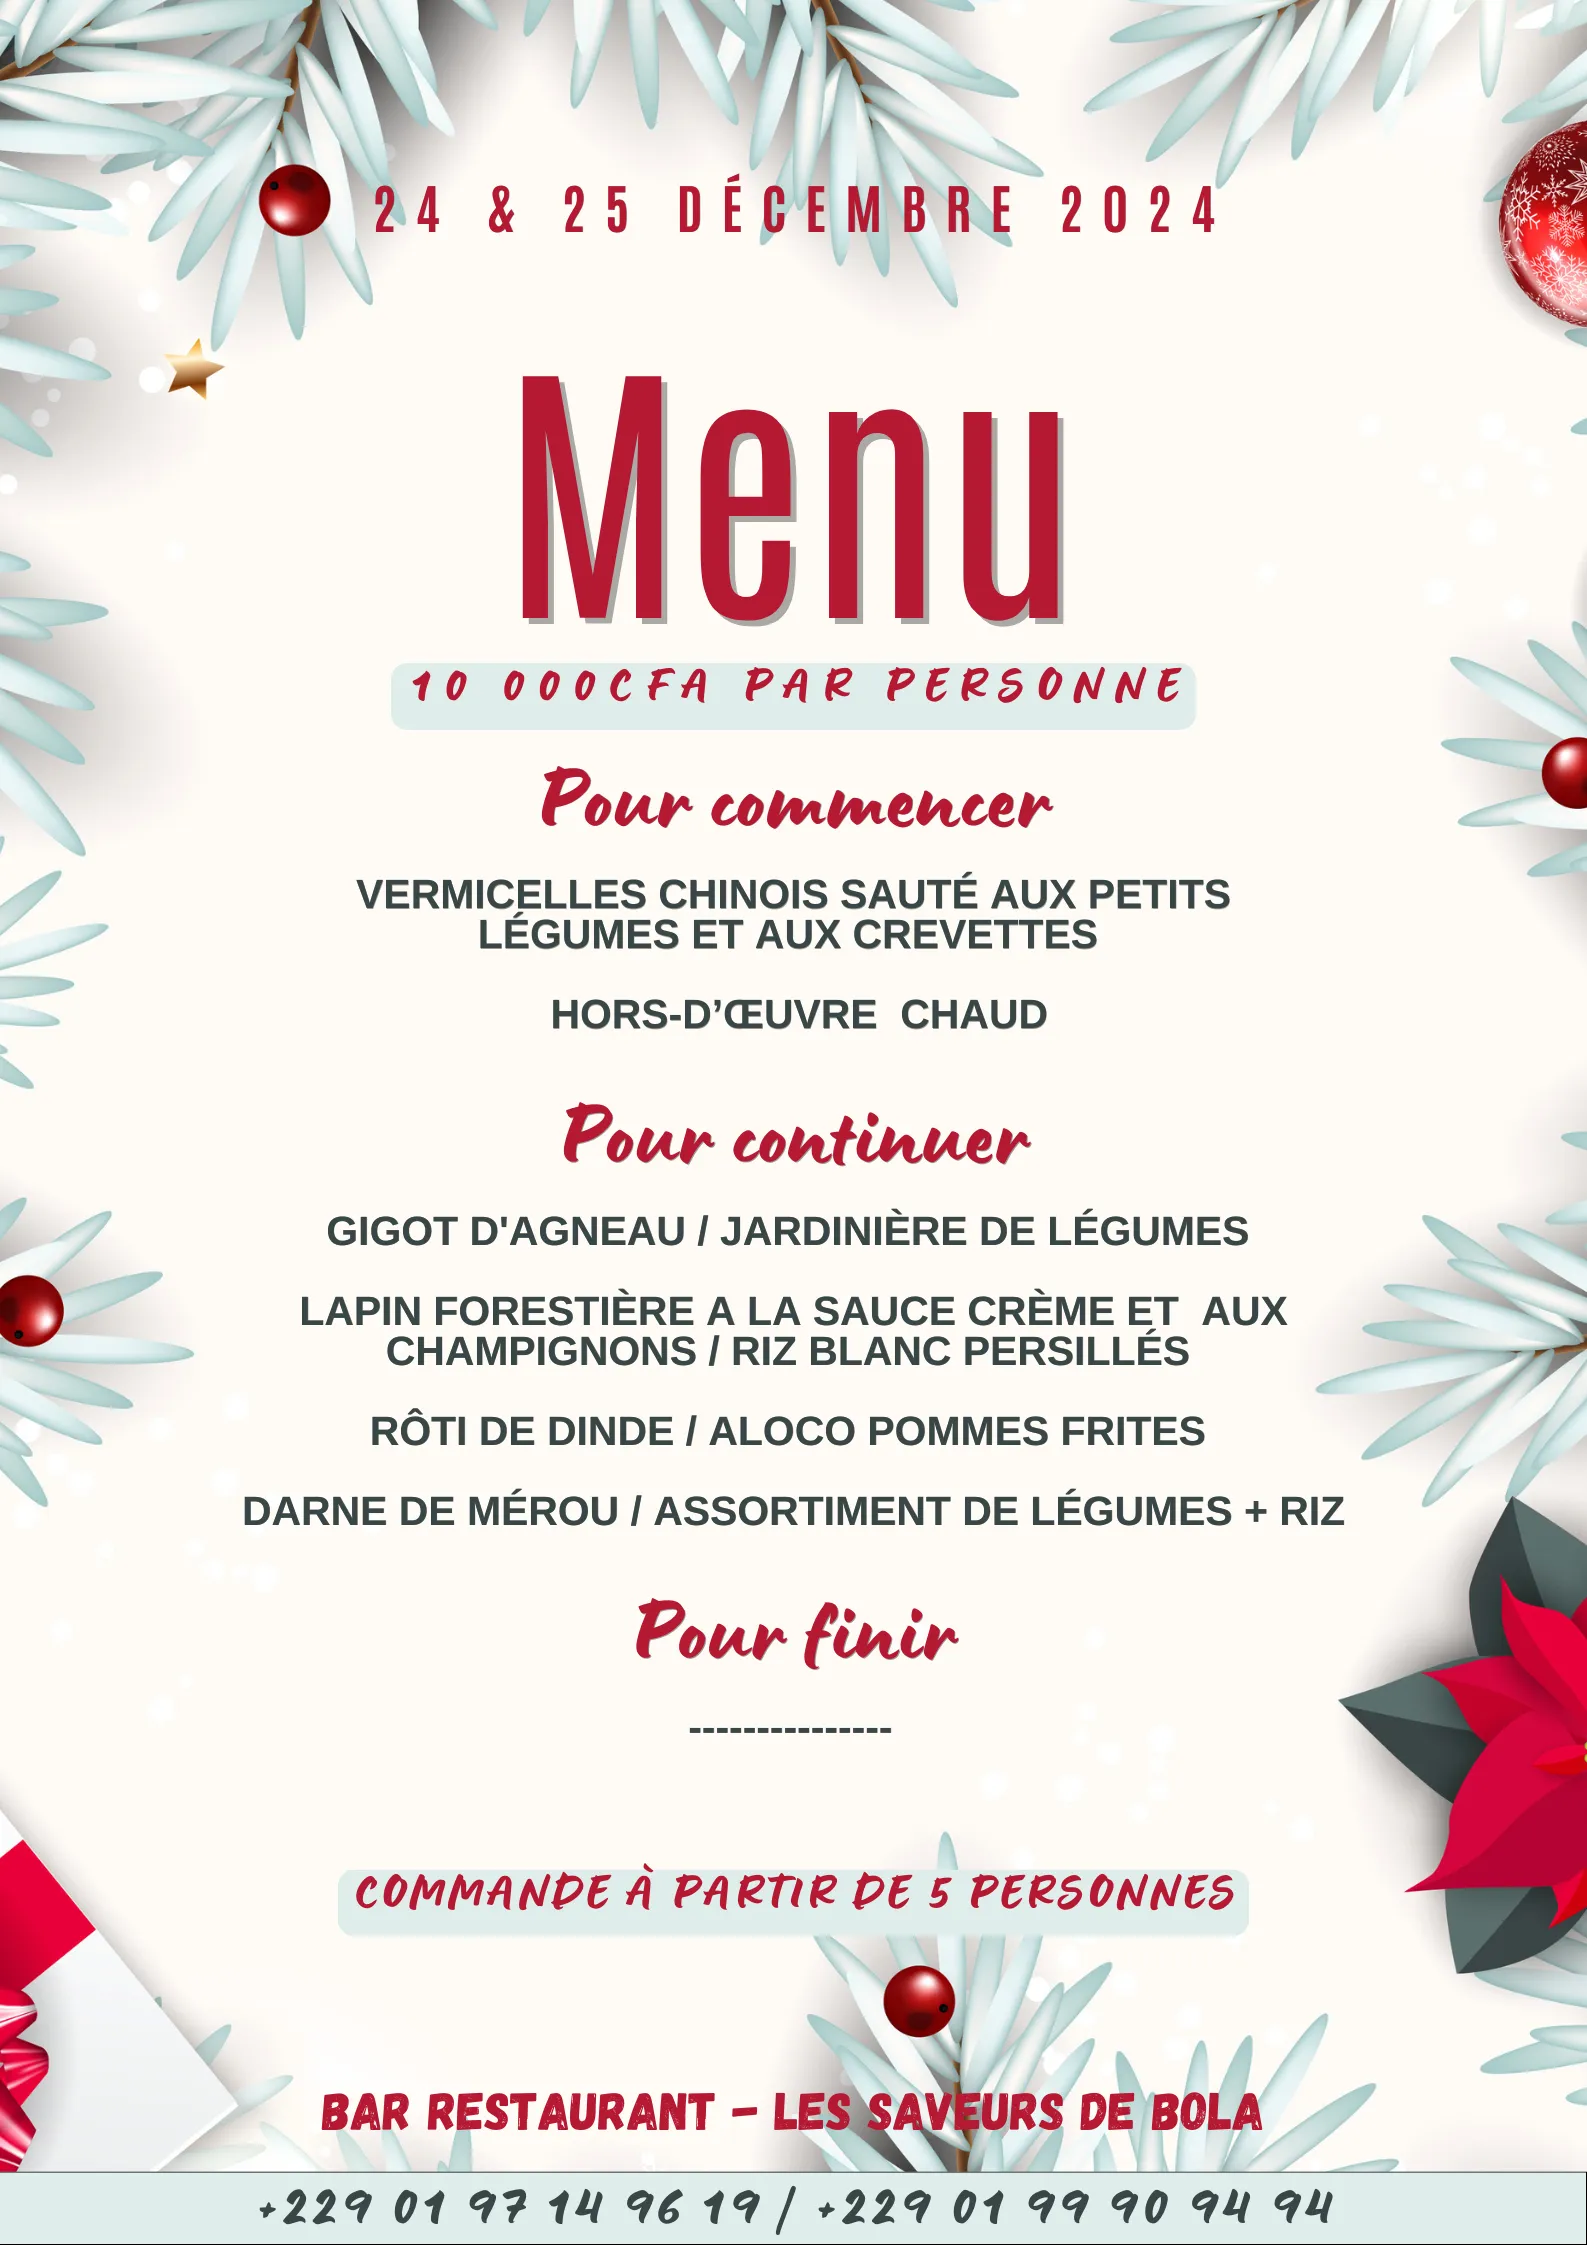 24 & 25 DÉCEMBRE 2024
Menu
10 000CFA PAR PERSONNE
Pour commencer
VERMICELLES CHINOIS SAUTÉ AUX PETITS
LÉGUMES ET AUX CREVETTES
HORS-D’ŒUVRE  CHAUD
Pour continuer
GIGOT D'AGNEAU / JARDINIÈRE DE LÉGUMES
LAPIN FORESTIÈRE A LA SAUCE CRÈME ET  AUX
CHAMPIGNONS / RIZ BLANC PERSILLÉS
RÔTI DE DINDE / ALOCO POMMES FRITES
DARNE DE MÉROU / ASSORTIMENT DE LÉGUMES + RIZ
Pour finir
---------------
COMMANDE À PARTIR DE 5 PERSONNES
BAR RESTAURANT – LES SAVEURS DE BOLA
+229 01 97 14 96 19 / +229 01 99 90 94 94